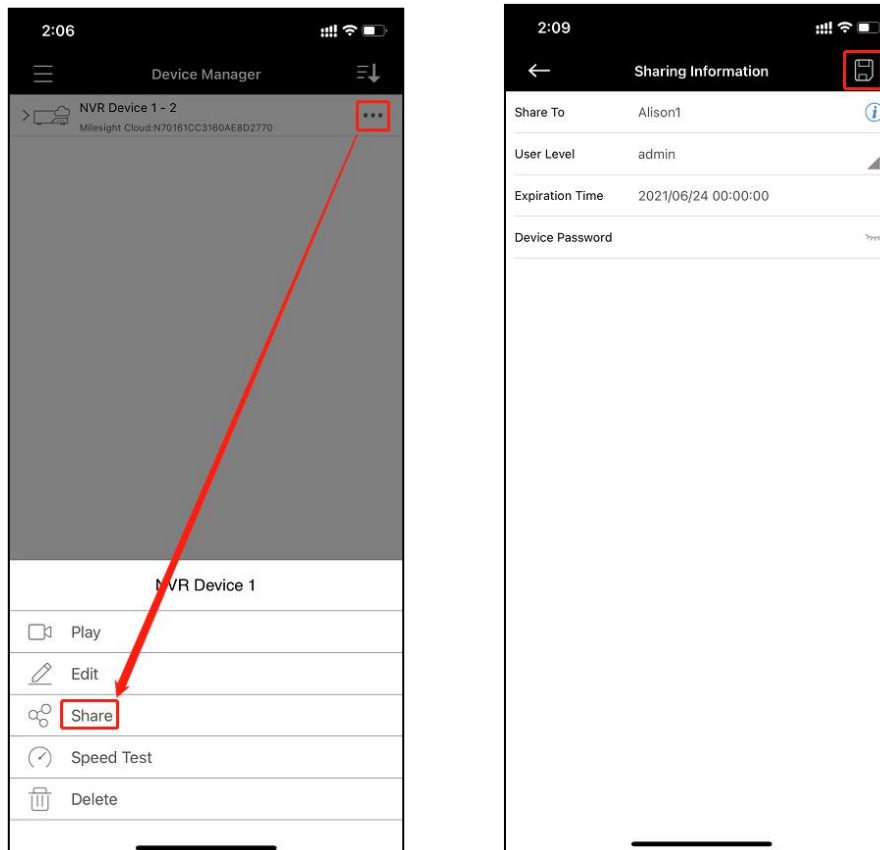 2:06
Device Manager
NVR Device 1 - 2
Milesight Cloud:N70161CC3160AE8D2770
NVR Device 1
Play
Edit
Share
Speed Test
Delete
2:09
Sharing Information
Share To Alison1
User Level admin
Expiration Time 2021/06/24 00:00:00
Device Password